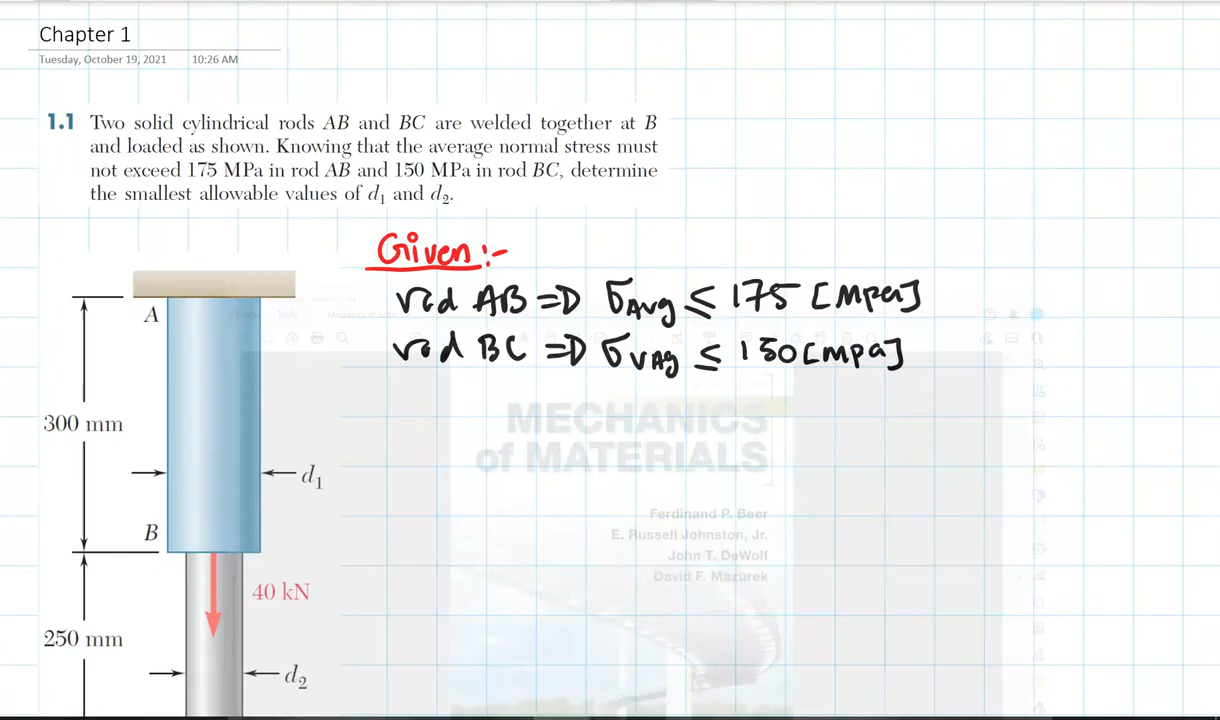 Chapter 1
Tuesday, October 19, 2021 10:26 AM
1.1 Two solid cylindrical rods AB and BC are welded together at B
and loaded as shown. Knowing that the average normal stress must
not exceed 175 MPa in rod AB and 150 MPa in rod BC, determine
the smallest allowable values of d₁ and d₂.
Given:-
rod AB => σAvg ≤ 175 [Mpa]
rod BC => σvAg ≤ 150 [mpa]
A
300 mm
d₁
B
40 kN
250 mm
d₂
MECHANICS
of MATERIALS
Ferdinand P. Beer
E. Russell Johnston, Jr.
John T. DeWolf
David F. Mazurek